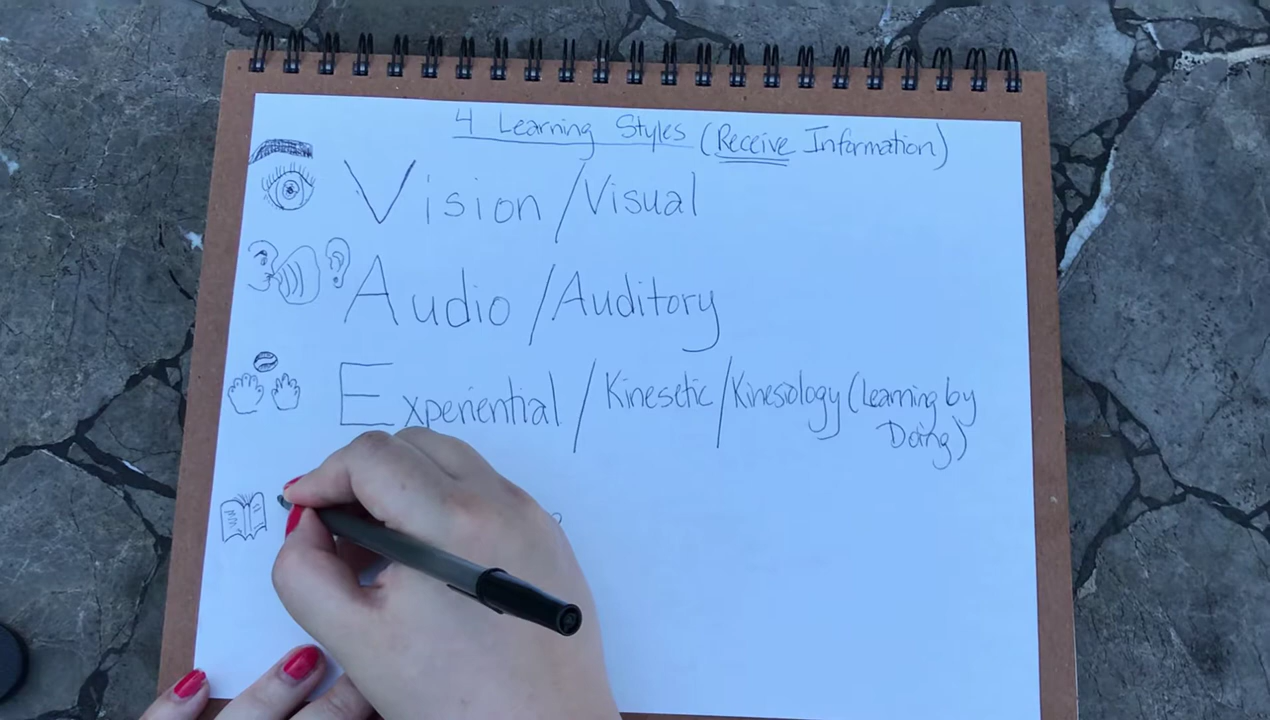 4 Learning Styles (Receive Information)
Vision/Visual
Audio/Auditory
Experiential/Kinesetic/Kinesology (Learning by
Doing)